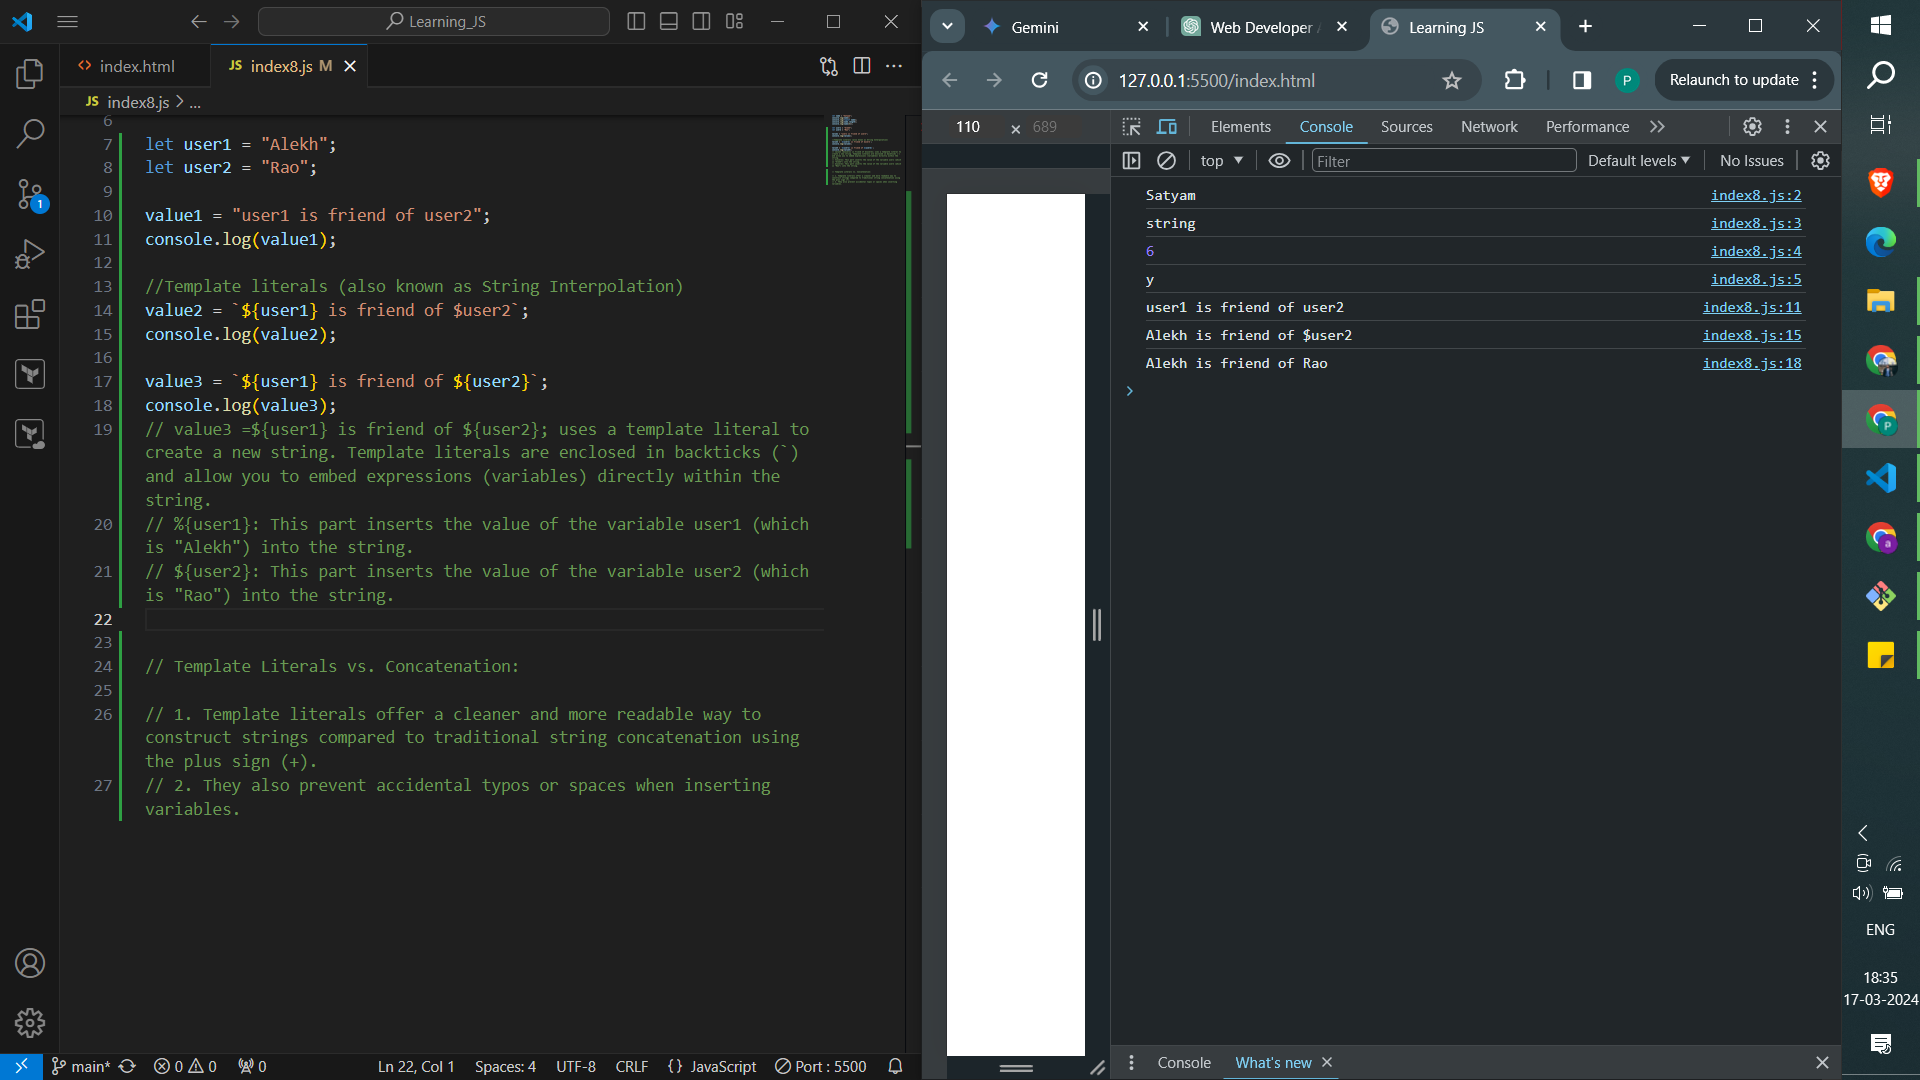 Learning_JS
index.html
JS index8.js M
JS index8.js > ...
6
7 let user1 = "Alekh";
8 let user2 = "Rao";
9
10 value1 = "user1 is friend of user2";
11 console.log(value1);
12
13 //Template literals (also known as String Interpolation)
14 value2 = `${user1} is friend of $user2`;
15 console.log(value2);
16
17 value3 = `${user1} is friend of ${user2}`;
18 console.log(value3);
19 // value3 =${user1} is friend of ${user2}; uses a template literal to
create a new string. Template literals are enclosed in backticks (`)
and allow you to embed expressions (variables) directly within the
string.
20 // %{user1}: This part inserts the value of the variable user1 (which
is "Alekh") into the string.
21 // ${user2}: This part inserts the value of the variable user2 (which
is "Rao") into the string.
22
23
24 // Template Literals vs. Concatenation:
25
26 // 1. Template literals offer a cleaner and more readable way to
construct strings compared to traditional string concatenation using
the plus sign (+).
27 // 2. They also prevent accidental typos or spaces when inserting
variables.
1
main* 0 0 0 Ln 22, Col 1 Spaces: 4 UTF-8 CRLF {} JavaScript Port : 5500
Gemini
Web Developer
Learning JS
127.0.0.1:5500/index.html
P
Relaunch to update
110 x 689
Elements Console Sources Network Performance
top Filter Default levels No Issues
Satyam index8.js:2
string index8.js:3
6 index8.js:4
y index8.js:5
user1 is friend of user2 index8.js:11
Alekh is friend of $user2 index8.js:15
Alekh is friend of Rao index8.js:18
Console What's new
P
a
ENG
18:35
17-03-2024